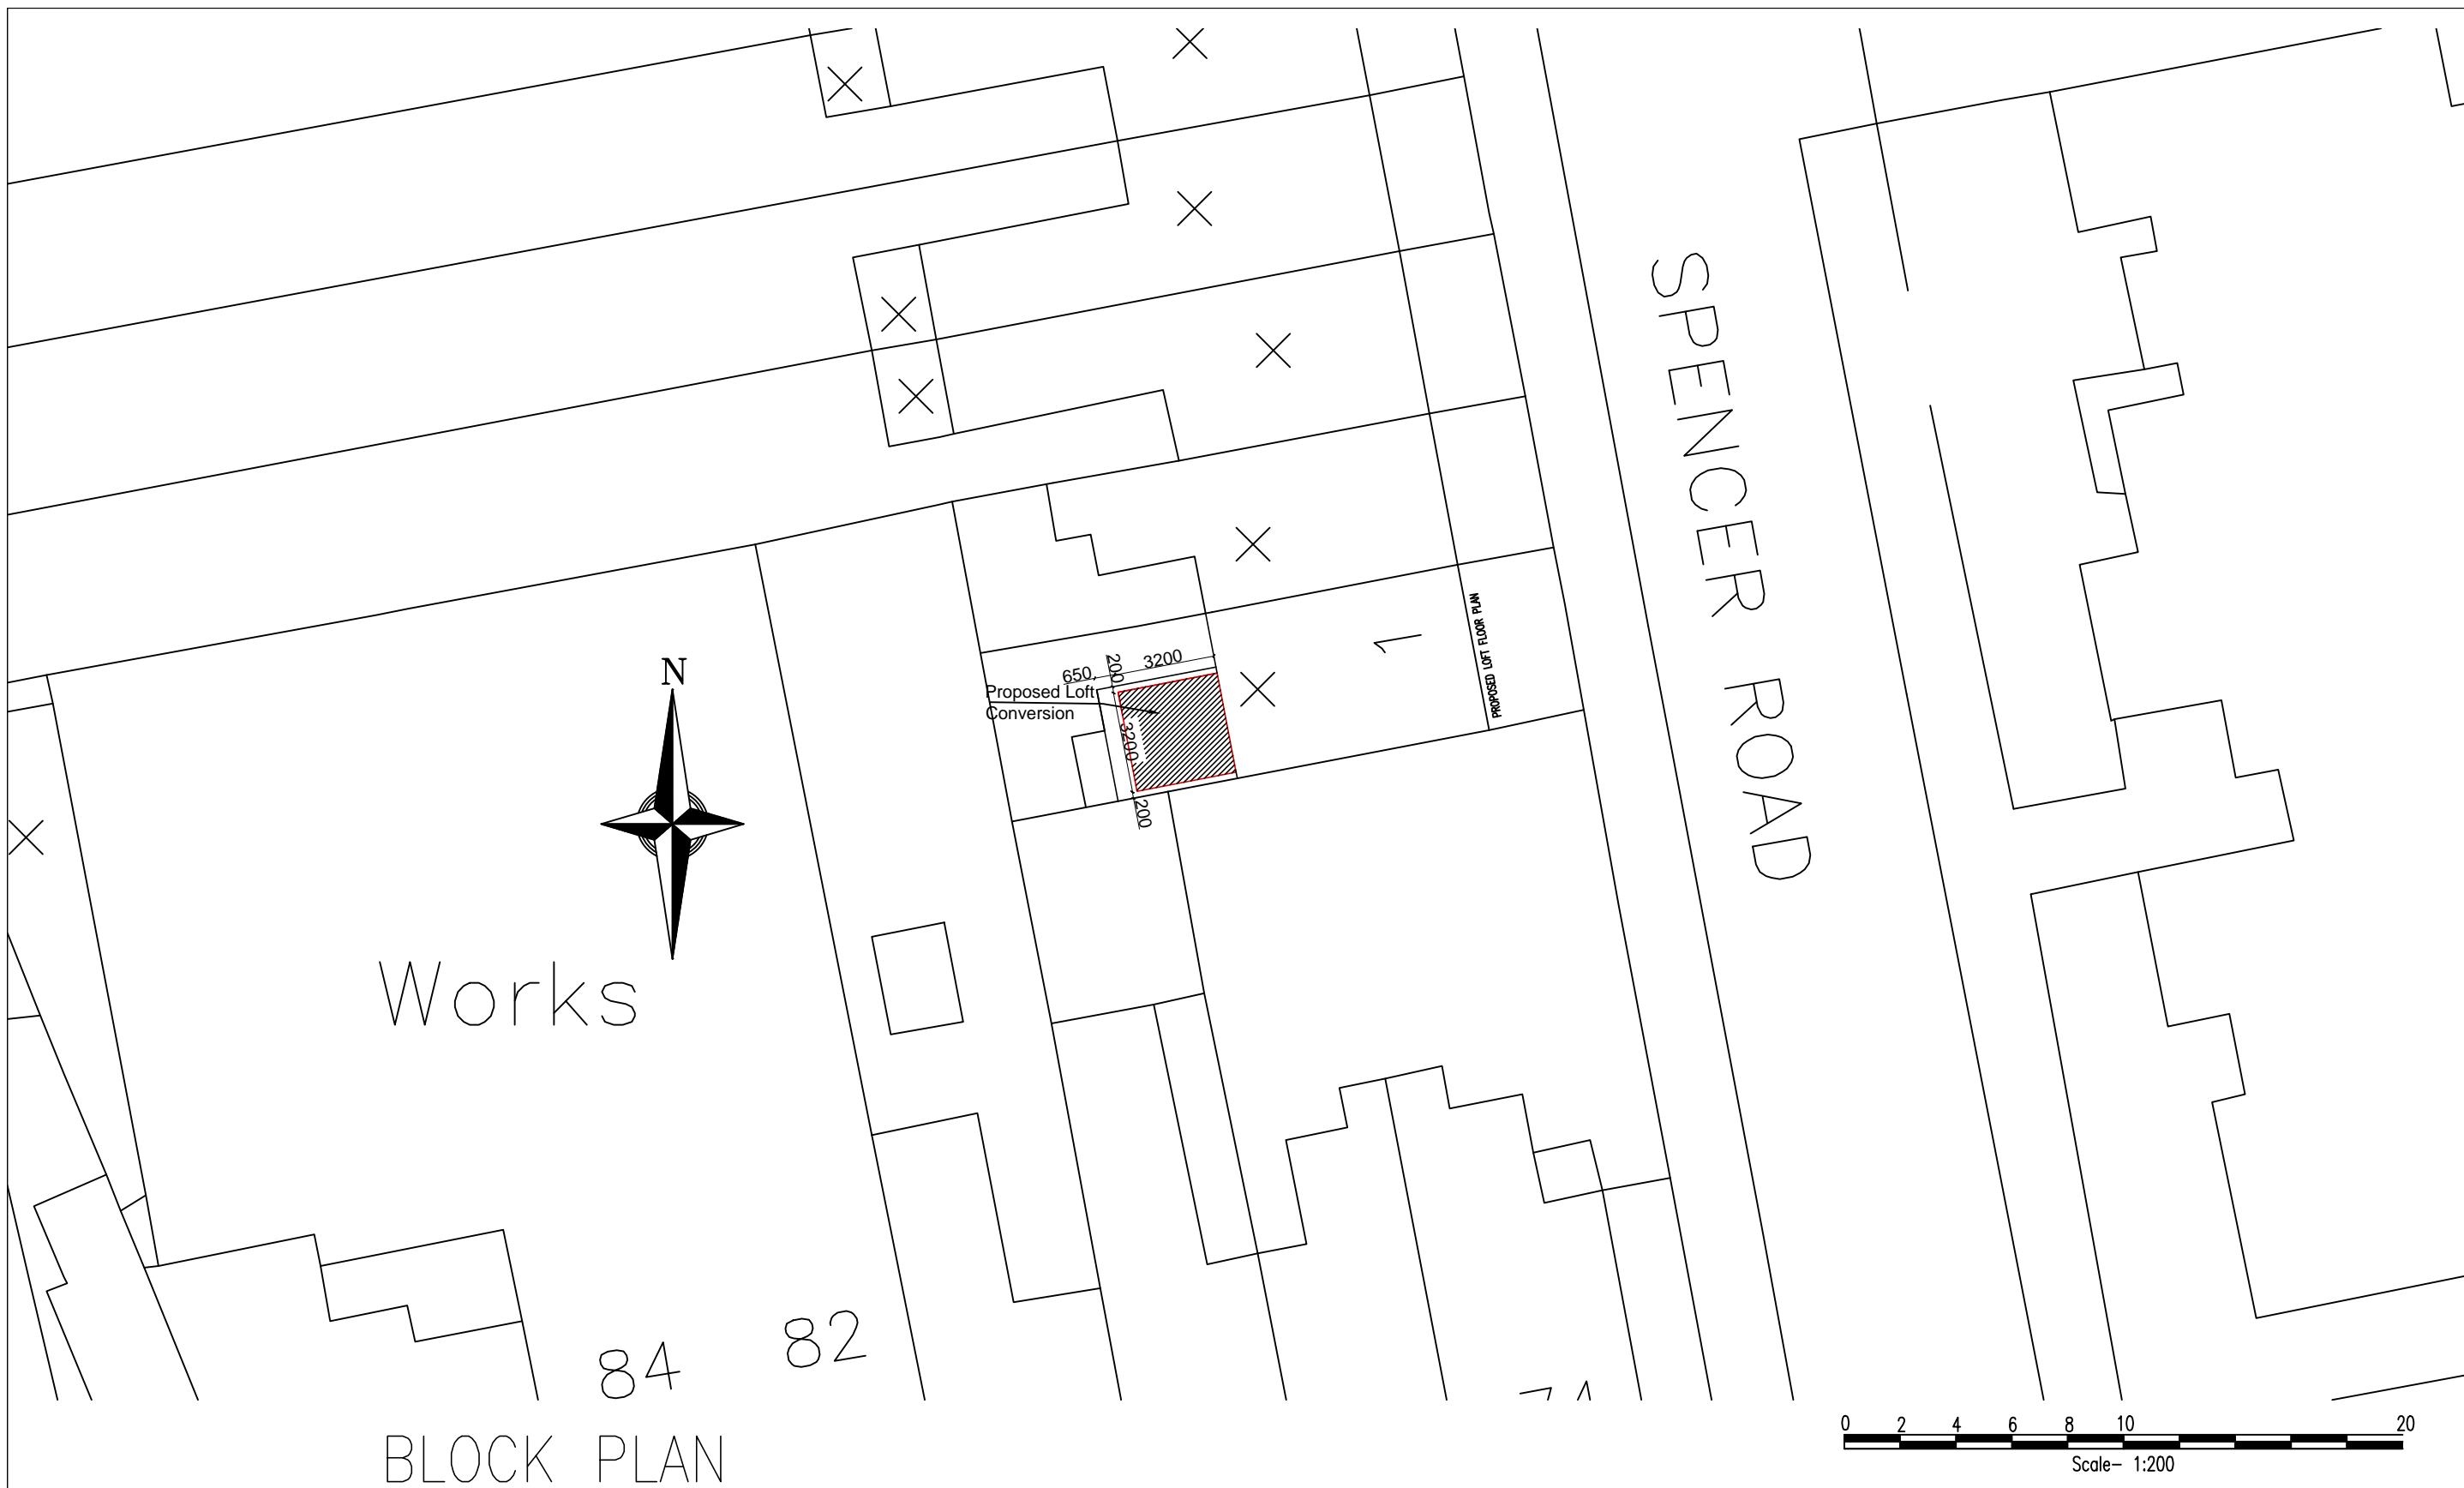 SPENCER ROAD
1
PROPOSED LOFT FLOOR PLAN
3200
200
650
Proposed Loft
Conversion
3200
200
N
Works
82
84
BLOCK PLAN
0 2 4 6 8 10 20
Scale- 1:200